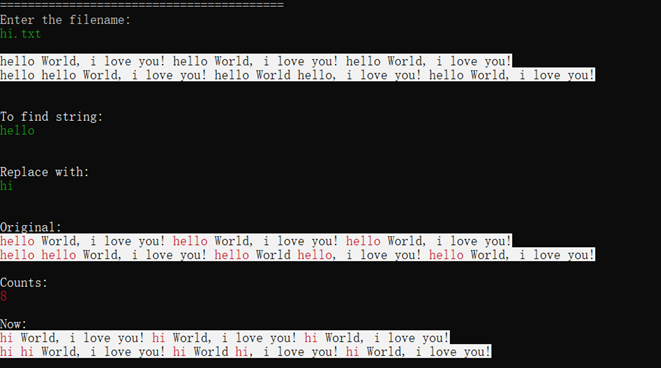 =========================================
Enter the filename:
hi.txt
hello World, i love you! hello World, i love you! hello World, i love you!
hello hello World, i love you! hello World hello, i love you! hello World, i love you!
To find string:
hello
Replace with:
hi
Original:
hello World, i love you! hello World, i love you! hello World, i love you!
hello hello World, i love you! hello World hello, i love you! hello World, i love you!
Counts:
8
Now:
hi World, i love you! hi World, i love you! hi World, i love you!
hi hi World, i love you! hi World hi, i love you! hi World, i love you!